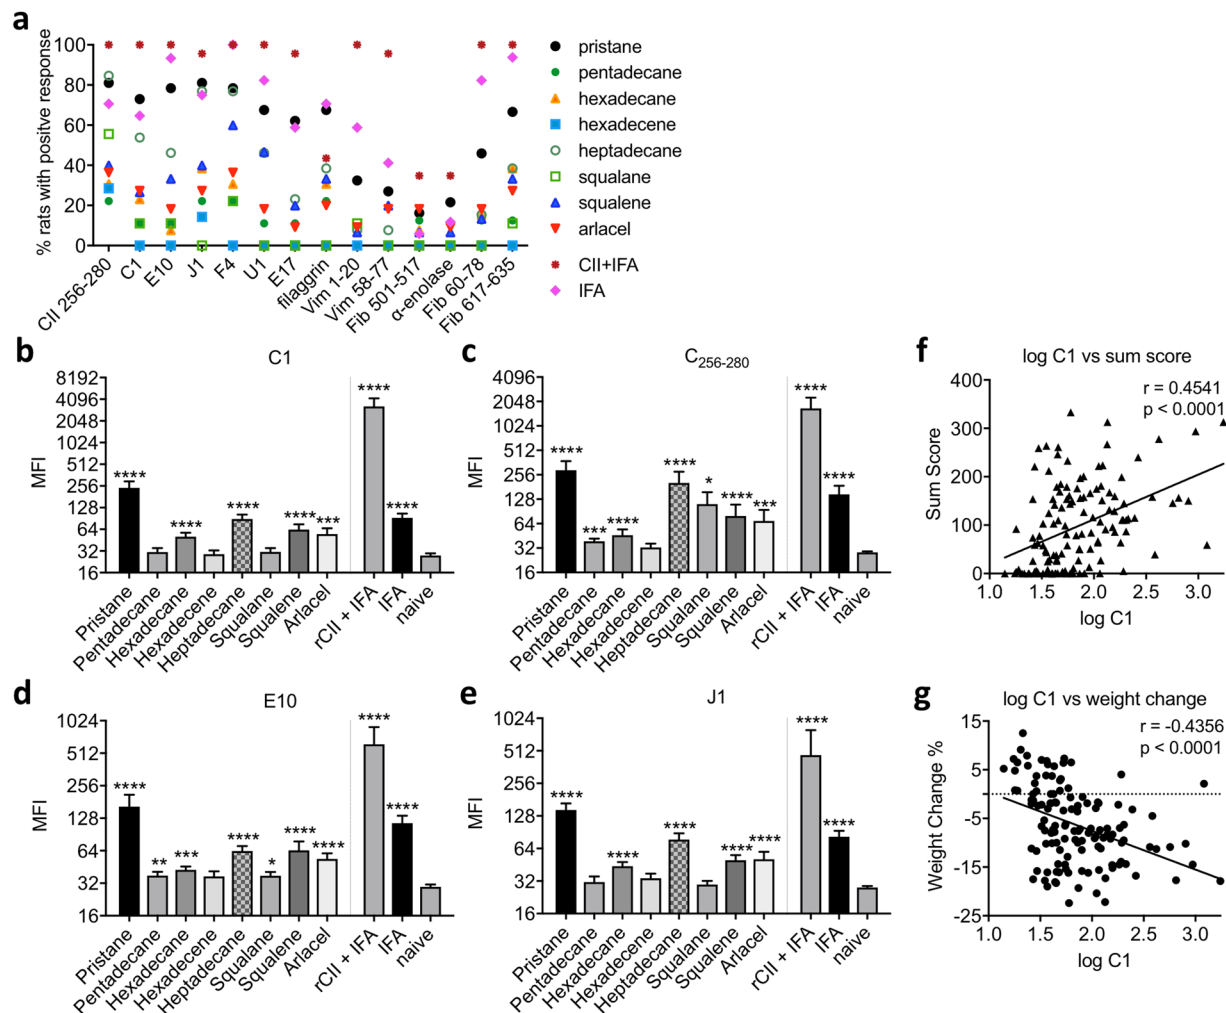 a
% rats with positve response
100
80
60
40
20
0
CII 256-280
C1
E10
J1
F4
U1
E17
filaggrin
Vim 1-20
Vim 58-77
Fib 501-517
α-enolase
Fib 60-78
Fib 617-635
pristane
pentadecane
hexadecane
hexadecene
heptadecane
squalane
squalene
arlacel
CII+IFA
IFA
b
C1
MFI
8192
4096
2048
1024
512
256
128
64
32
16
****
****
****
****
***
****
****
Pristane
Pentadecane
Hexadecane
Hexadecene
Heptadecane
Squalane
Squalene
Arlacel
rCII + IFA
IFA
naive
c
C256-280
MFI
4096
2048
1024
512
256
128
64
32
16
****
***
****
****
*
****
***
****
****
Pristane
Pentadecane
Hexadecane
Hexadecene
Heptadecane
Squalane
Squalene
Arlacel
rCII + IFA
IFA
naive
f
log C1 vs sum score
r = 0.4541
p < 0.0001
Sum Score
400
300
200
100
0
1.0
1.5
2.0
2.5
3.0
log C1
d
E10
MFI
1024
512
256
128
64
32
16
****
**
***
****
*
****
****
****
****
Pristane
Pentadecane
Hexadecane
Hexadecene
Heptadecane
Squalane
Squalene
Arlacel
rCII + IFA
IFA
naive
e
J1
MFI
1024
512
256
128
64
32
16
****
****
****
****
****
****
****
Pristane
Pentadecane
Hexadecane
Hexadecene
Heptadecane
Squalane
Squalene
Arlacel
rCII + IFA
IFA
naive
g
log C1 vs weight change
r = -0.4356
p < 0.0001
Weight Change %
15
5
-5
-15
-25
1.0
1.5
2.0
2.5
3.0
log C1